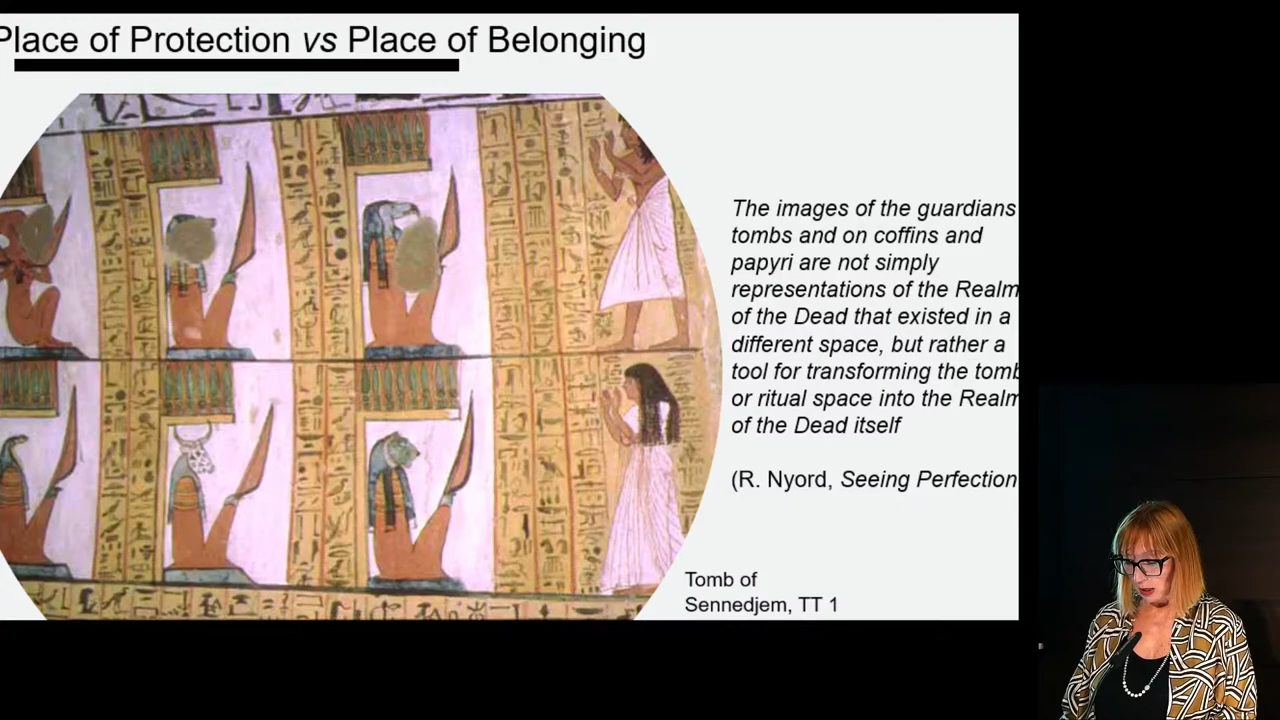 Place of Protection vs Place of Belonging
The images of the guardians
tombs and on coffins and
papyri are not simply
representations of the Realm
of the Dead that existed in a
different space, but rather a
tool for transforming the tomb
or ritual space into the Realm
of the Dead itself
(R. Nyord, Seeing Perfection
Tomb of
Sennedjem, TT 1